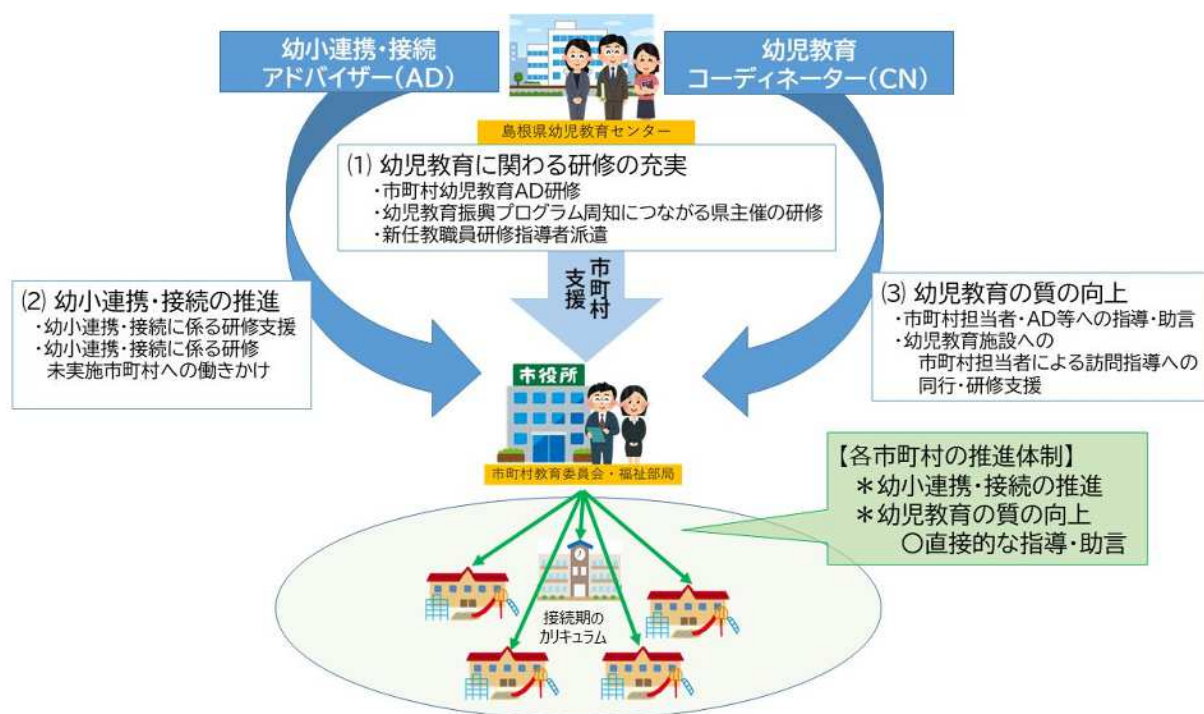 幼小連携・接続
アドバイザー(AD)
幼児教育
コーディネーター(CN)
島根県幼児教育センター
⑴ 幼児教育に関わる研修の充実
・市町村幼児教育AD研修
・幼児教育振興プログラム周知につながる県主催の研修
・新任教職員研修指導者派遣
市町村
支援
⑵ 幼小連携・接続の推進
・幼小連携・接続に係る研修支援
・幼小連携・接続に係る研修
未実施市町村への働きかけ
⑶ 幼児教育の質の向上
・市町村担当者・AD等への指導・助言
・幼児教育施設への
市町村担当者による訪問指導への
同行・研修支援
市役所
市町村教育委員会・福祉部局
【各市町村の推進体制】
＊幼小連携・接続の推進
＊幼児教育の質の向上
〇直接的な指導・助言
接続期の
カリキュラム